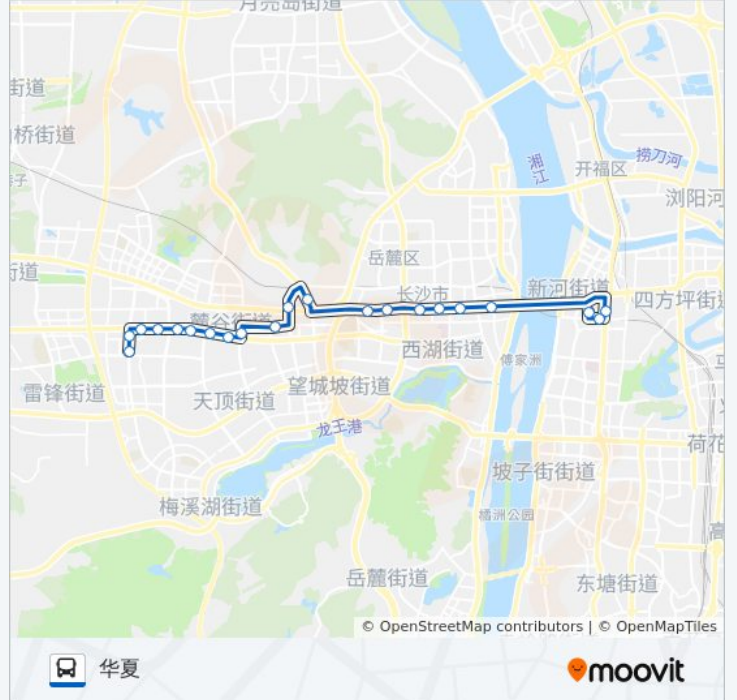 月亮岛街道
街道
桥街道
捞刀河
湘江
开福区
浏阳河
岳麓区
街道
新河街道
长沙市
四方坪街道
麓谷街道
西湖街道
傅家洲
望城坡街道
雷锋街道
天顶街道
龙王港
荷花
坡子街街道
梅溪湖街道
橘洲公园
高
岳麓街道
东塘街道
© OpenStreetMap contributors | © OpenMapTiles
华夏
moovit